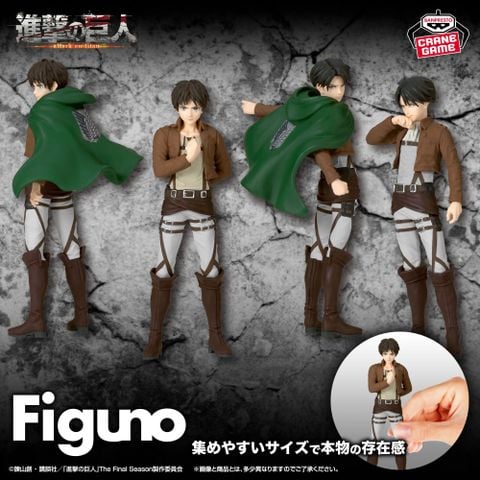 進撃の巨人
attack on titan
BANPRESTO
CRANE
GAME
Figuno
集めやすいサイズで本物の存在感
©諫山創・講談社／「進撃の巨人」The Final Season製作委員会 ※画像と商品とは、多少異なりますのでご了承ください。